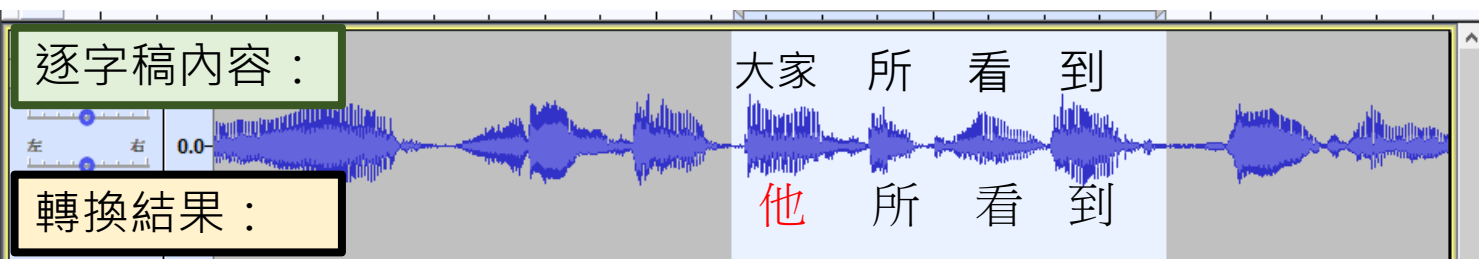 逐字稿內容：
大家 所 看 到
左 右 0.0-
轉換結果：
他 所 看 到